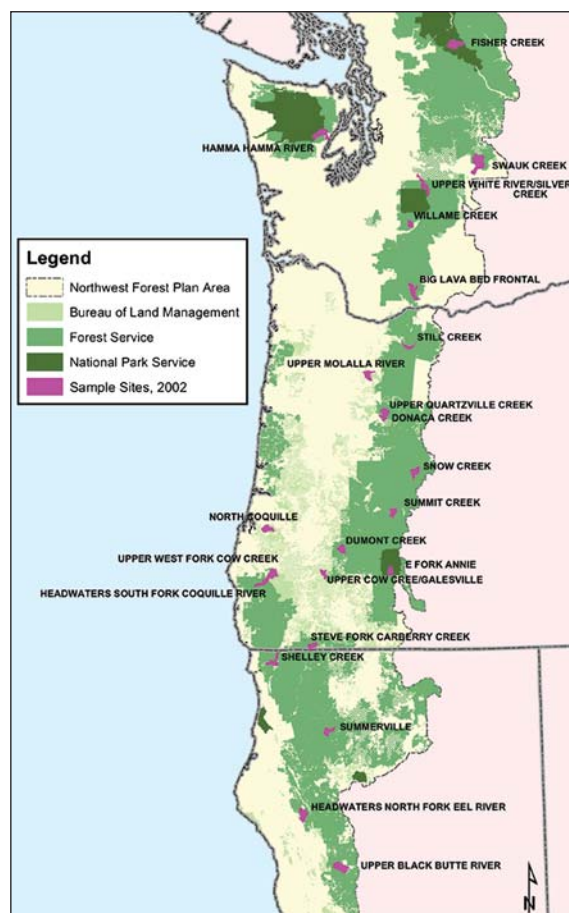 FISHER CREEK
HAMMA HAMMA RIVER
SWAUK CREEK
UPPER WHITE RIVER/SILVER
CREEK
WILLAME CREEK
Legend
Northwest Forest Plan Area
Bureau of Land Management
Forest Service
National Park Service
Sample Sites, 2002
BIG LAVA BED FRONTAL
STILL CREEK
UPPER MOLALLA RIVER
UPPER QUARTZVILLE CREEK
DONACA CREEK
SNOW CREEK
SUMMIT CREEK
NORTH COQUILLE
DUMONT CREEK
UPPER WEST FORK COW CREEK
E FORK ANNIE
UPPER COW CREE/GALESVILLE
HEADWATERS SOUTH FORK COQUILLE RIVER
STEVE FORK CARBERRY CREEK
SHELLEY CREEK
SUMMERVILLE
HEADWATERS NORTH FORK EEL RIVER
UPPER BLACK BUTTE RIVER
N